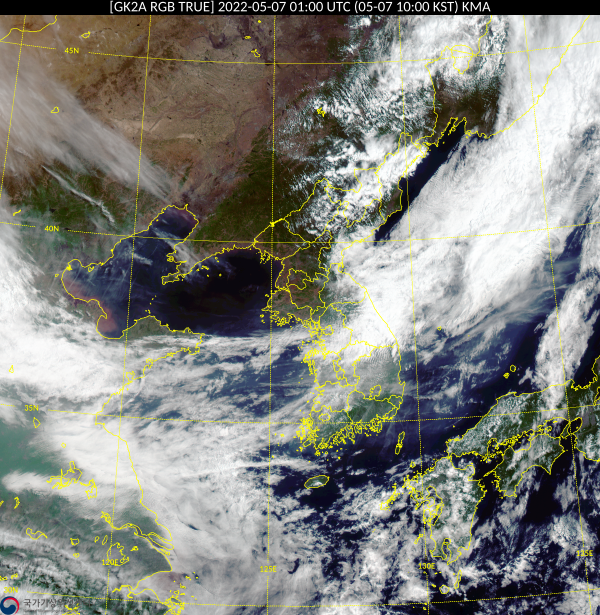 [GK2A RGB TRUE] 2022-05-07 01:00 UTC (05-07 10:00 KST) KMA
45N
40N
35N
120E
125E
130E
135E